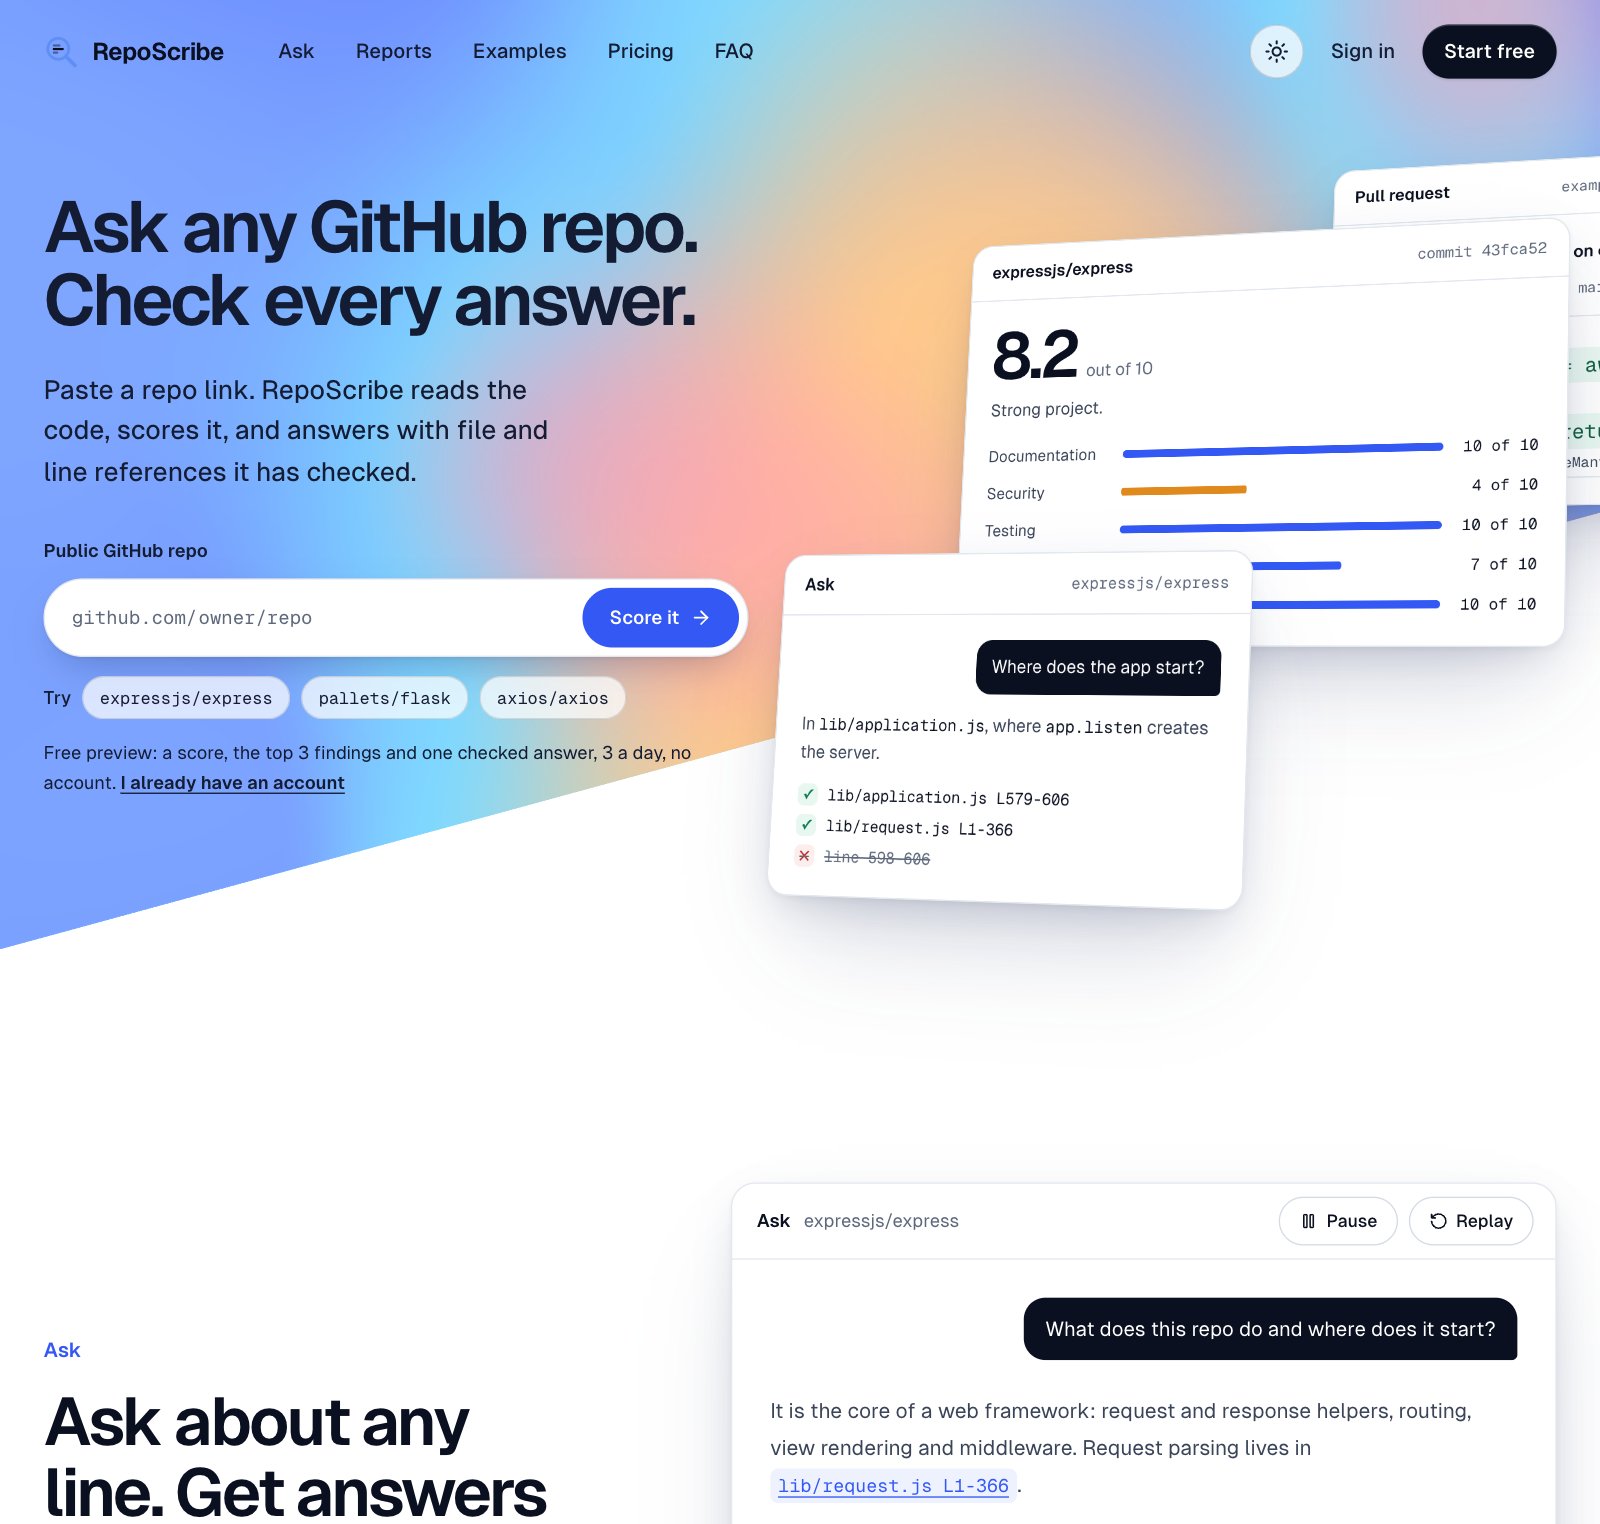 RepoScribe
Ask
Reports
Examples
Pricing
FAQ
Sign in
Start free
Ask any GitHub repo.
Check every answer.
Paste a repo link. RepoScribe reads the
code, scores it, and answers with file and
line references it has checked.
Public GitHub repo
github.com/owner/repo
Score it
Try
expressjs/express
pallets/flask
axios/axios
Free preview: a score, the top 3 findings and one checked answer, 3 a day, no
account. I already have an account
Pull request
expressjs/express
commit 43fca52
on
8.2 out of 10
Strong project.
Documentation
10 of 10
Security
4 of 10
Testing
10 of 10
7 of 10
10 of 10
Ask
expressjs/express
Where does the app start?
In lib/application.js, where app.listen creates
the server.
✓ lib/application.js L579-606
✓ lib/request.js L1-366
✕ line 598-606
Ask
expressjs/express
Pause
Replay
What does this repo do and where does it start?
It is the core of a web framework: request and response helpers, routing,
view rendering and middleware. Request parsing lives in
lib/request.js L1-366.
Ask
Ask about any
line. Get answers